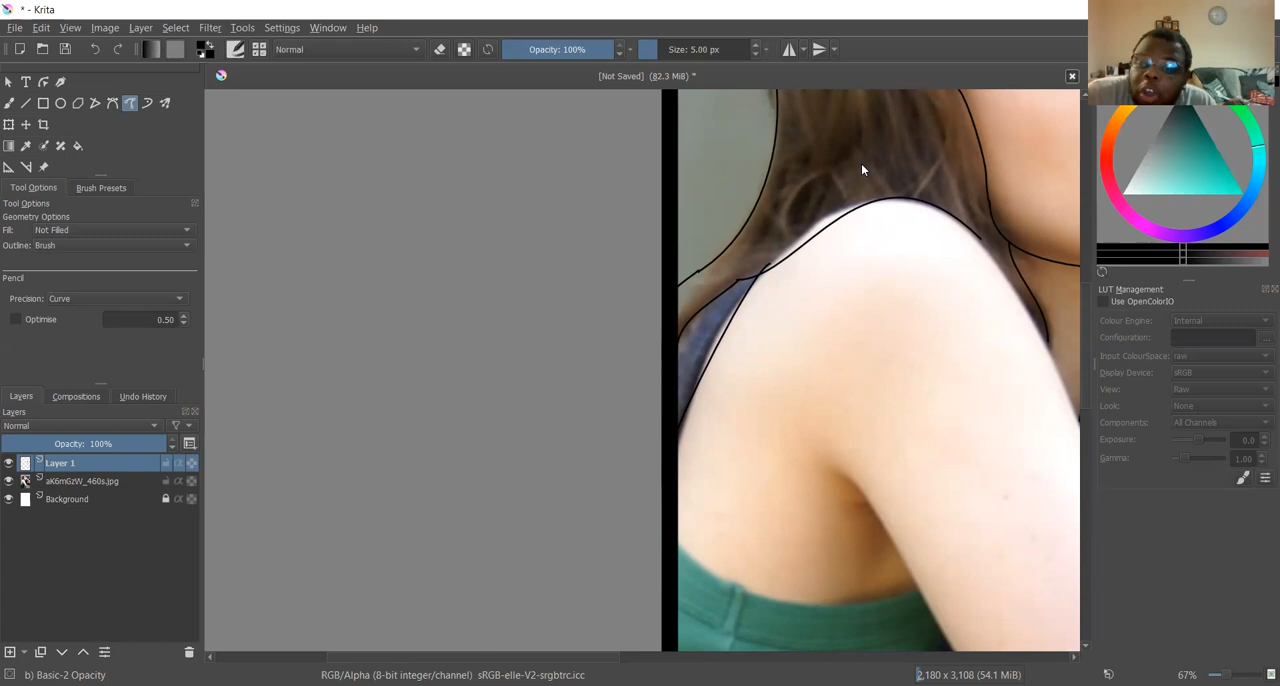 * - Krita
File Edit View Image Layer Select Filter Tools Settings Window Help
Normal Opacity: 100% Size: 5.00 px
[Not Saved] (82.3 MiB) *
Tool Options Brush Presets
Tool Options
Geometry Options
Fill: Not Filled
Outline: Brush
Pencil
Precision: Curve
Optimise 0.50
Layers Compositions Undo History
Layers
Normal
Opacity: 100%
Layer 1
aK6mGzW_460s.jpg
Background
LUT Management
Use OpenColorIO
Colour Engine: Internal
Configuration: ...
Input ColourSpace: raw
Display Device: sRGB
View: Raw
Look: None
Components: All Channels
Exposure: 0.0
Gamma: 1.00
b) Basic-2 Opacity RGB/Alpha (8-bit integer/channel) sRGB-elle-V2-srgbtrc.icc 2,180 x 3,108 (54.1 MiB) 67%